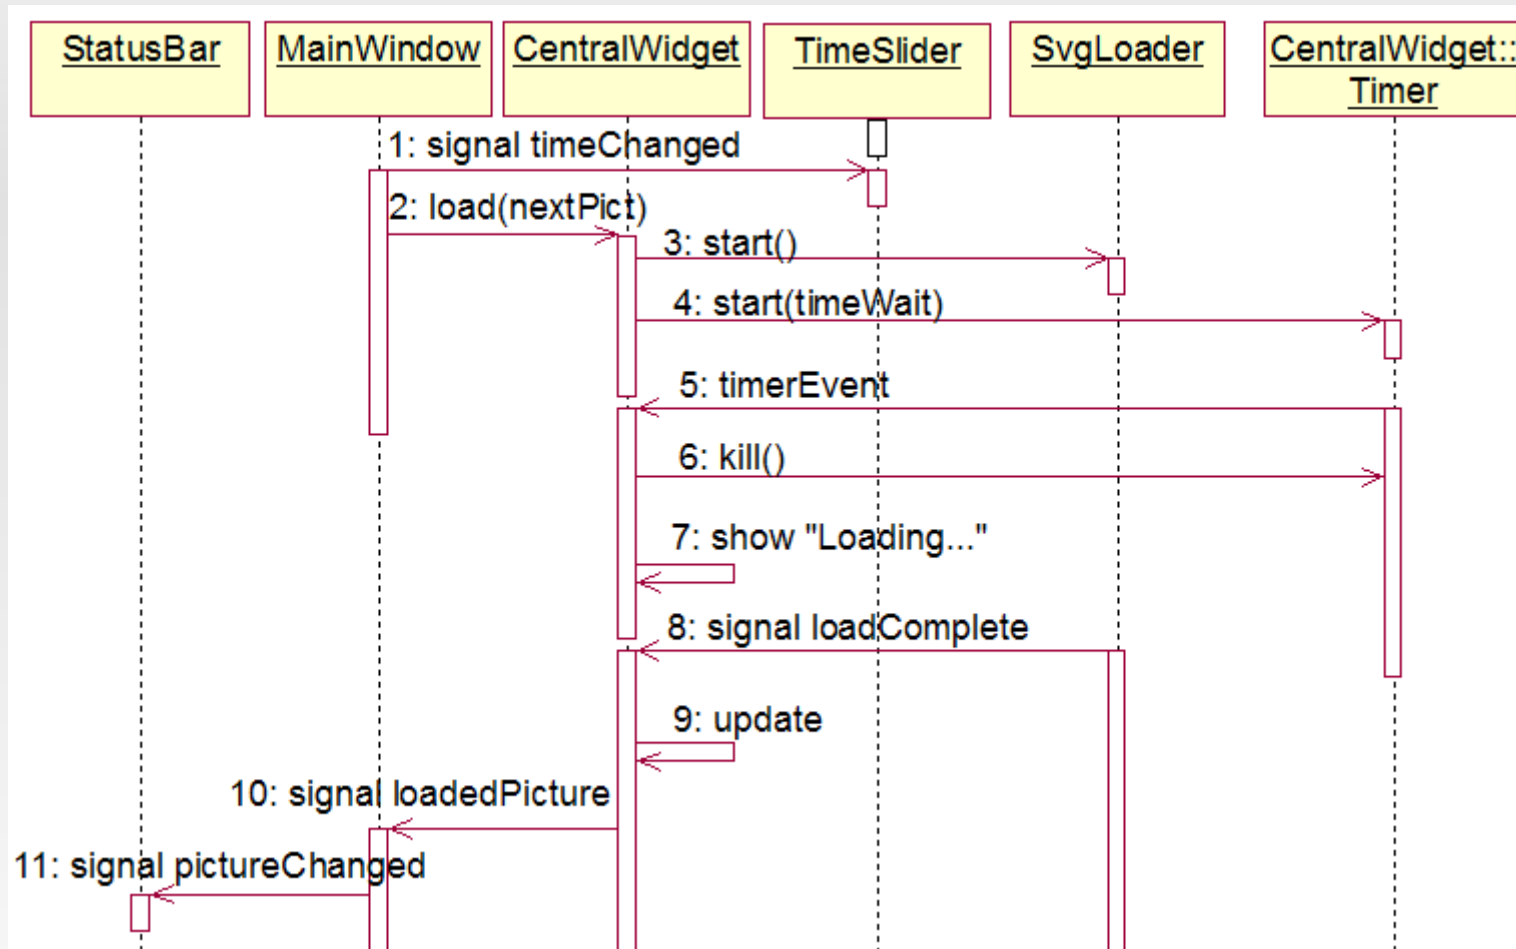 StatusBar
MainWindow
CentralWidget
TimeSlider
SvgLoader
CentralWidget::
Timer
1: signal timeChanged
2: load(nextPict)
3: start()
4: start(timeWait)
5: timerEvent
6: kill()
7: show "Loading..."
8: signal loadComplete
9: update
10: signal loadedPicture
11: signal pictureChanged